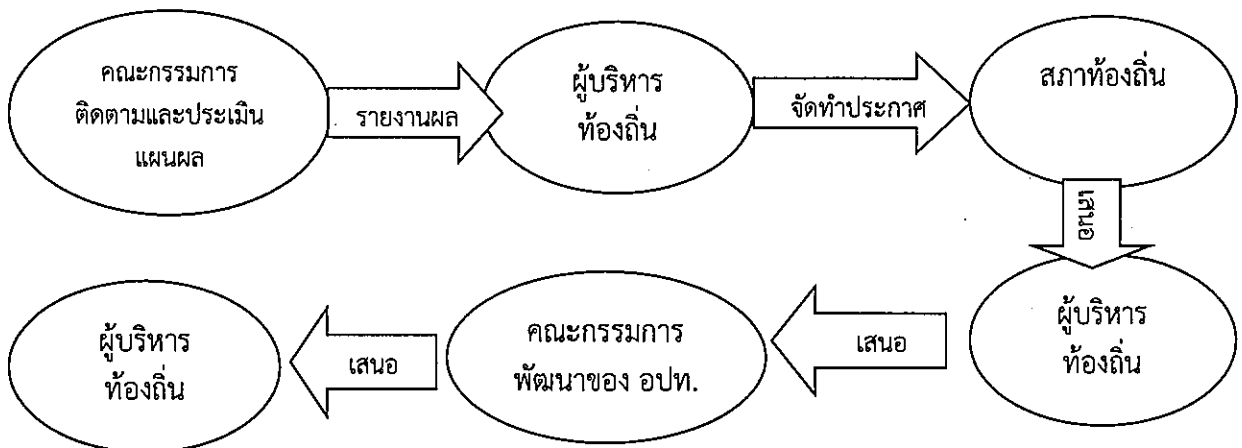 คณะกรรมการ
ติดตามและประเมิน
แผนผล
รายงานผล
ผู้บริหาร
ท้องถิ่น
จัดทำประกาศ
สภาท้องถิ่น
เสนอ
ผู้บริหาร
ท้องถิ่น
เสนอ
คณะกรรมการ
พัฒนาของ อปท.
เสนอ
ผู้บริหาร
ท้องถิ่น